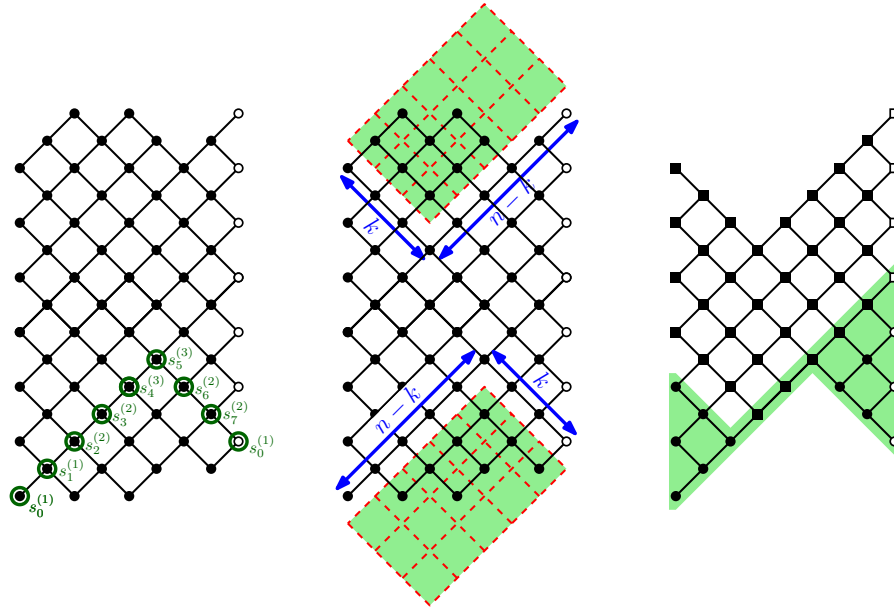 s_5^{(3)}
s_4^{(3)}
s_6^{(2)}
s_3^{(2)}
s_7^{(2)}
s_2^{(2)}
s_0^{(1)}
s_1^{(1)}
s_0^{(1)}
k
n − k
n − k
k